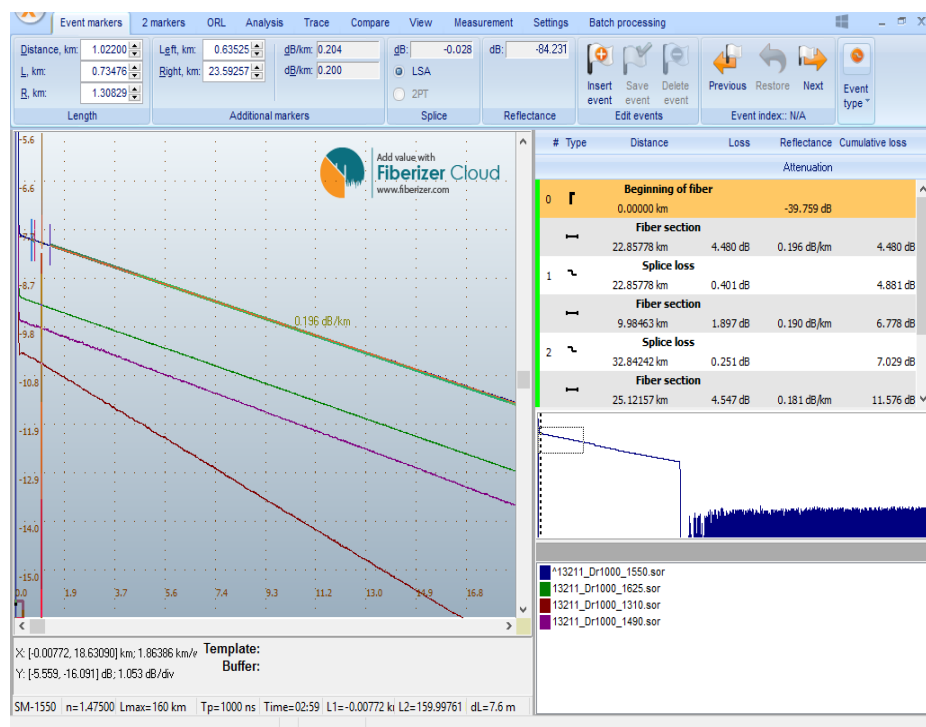 Event markers 2 markers ORL Analysis Trace Compare View Measurement Settings Batch processing
Distance, km: 1.02200 Left, km: 0.63525 dB/km: 0.204 dB: -0.028 dB: -84.231
L, km: 0.73476 Right, km: 23.59257 dB/km: 0.200 LSA
R, km: 1.30829 2PT
Insert event Save event Delete event Previous Restore Next Event type
Length Additional markers Splice Reflectance Edit events Event index:: N/A
# Type Distance Loss Reflectance Cumulative loss
Attenuation
0 Beginning of fiber
0.00000 km -39.759 dB
Fiber section
22.85778 km 4.480 dB 0.196 dB/km 4.480 dB
1 Splice loss
22.85778 km 0.401 dB 4.881 dB
Fiber section
9.98463 km 1.897 dB 0.190 dB/km 6.778 dB
2 Splice loss
32.84242 km 0.251 dB 7.029 dB
Fiber section
25.12157 km 4.547 dB 0.181 dB/km 11.576 dB
Add value with
Fiberizer Cloud
www.fiberizer.com
-5.6
-6.6
-8.7
-9.8
-10.8
-11.9
-12.9
-14.0
-15.0
0.196 dB/km
0.0 1.9 3.7 5.6 7.4 9.3 11.2 13.0 14.9 16.8
^13211_Dr1000_1550.sor
13211_Dr1000_1625.sor
13211_Dr1000_1310.sor
13211_Dr1000_1490.sor
X: [-0.00772, 18.63090] km; 1.86386 km/ Template:
Buffer:
Y: [-5.559, -16.091] dB; 1.053 dB/div
SM-1550 n=1.47500 Lmax=160 km Tp=1000 ns Time=02:59 L1=-0.00772 L2=159.99761 dL=7.6 m